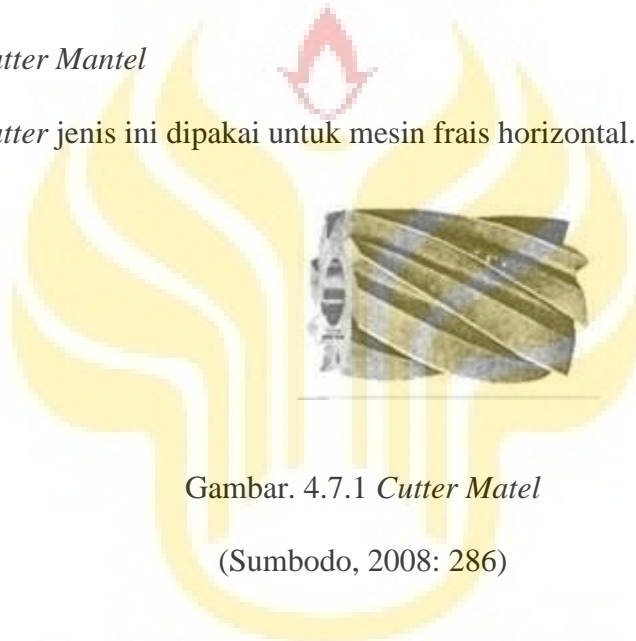 utter Mantel
utter jenis ini dipakai untuk mesin frais horizontal.
Gambar. 4.7.1 Cutter Matel
(Sumbodo, 2008: 286)